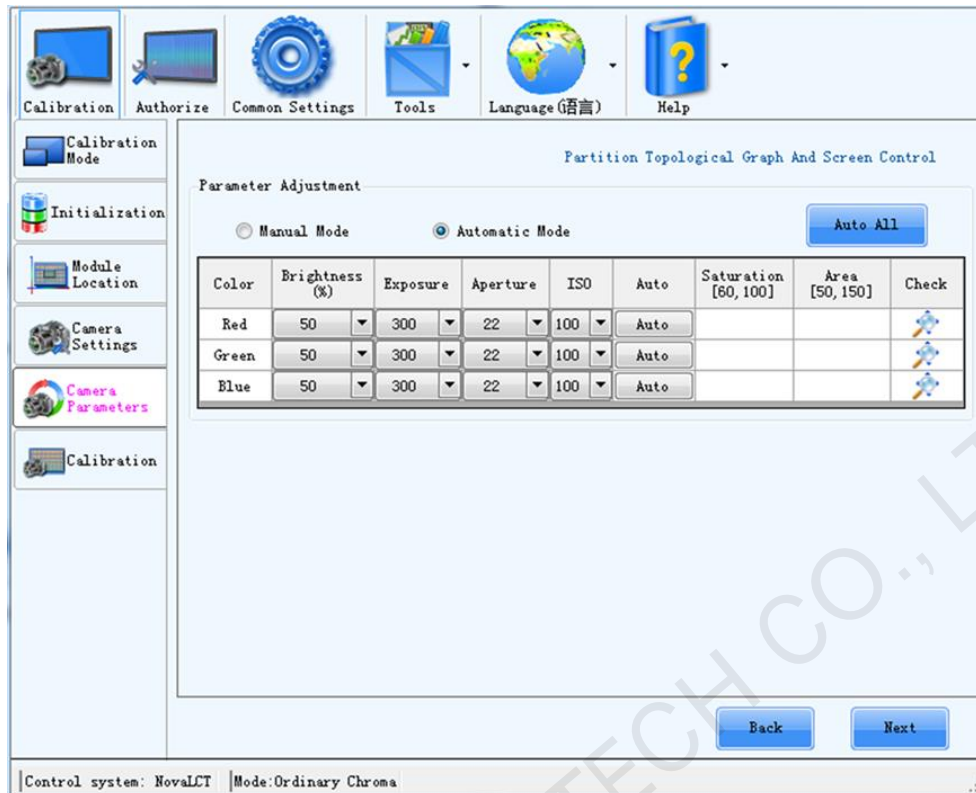 Calibration Authorize Common Settings Tools Language(语言) Help
Calibration
Mode
Initialization
Module
Location
Camera
Settings
Camera
Parameters
Calibration
Partition Topological Graph And Screen Control
Parameter Adjustment
Manual Mode Automatic Mode Auto All
Color Brightness (%) Exposure Aperture ISO Auto Saturation [60, 100] Area [50, 150] Check
Red 50 300 22 100 Auto
Green 50 300 22 100 Auto
Blue 50 300 22 100 Auto
Back Next
Control system: NovaLCT Mode:Ordinary Chroma
TECH CO., LT